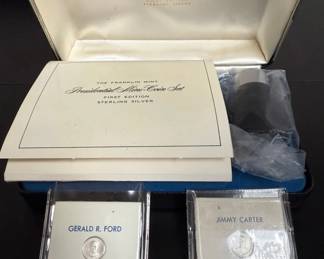 THE FRANKLIN MINT
Presidential Mini-Coin Set
FIRST EDITION
STERLING SILVER
GERALD R. FORD
JIMMY CARTER